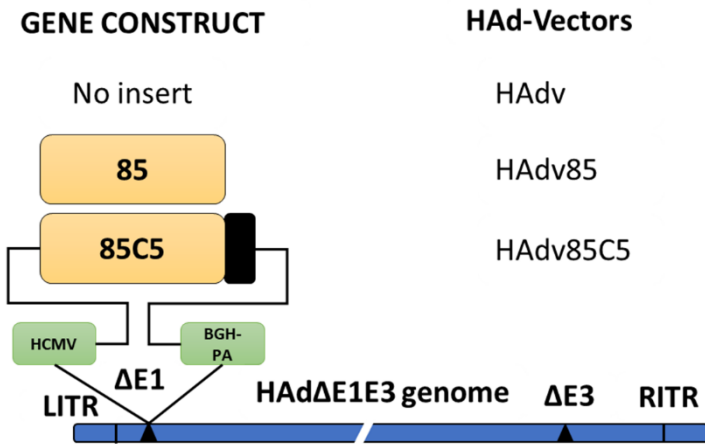 GENE CONSTRUCT HAd-Vectors
No insert HAdv
85 HAdv85
85C5 HAdv85C5
HCMV BGH-
PA
ΔE1
LITR HAdΔE1E3 genome ΔE3 RITR